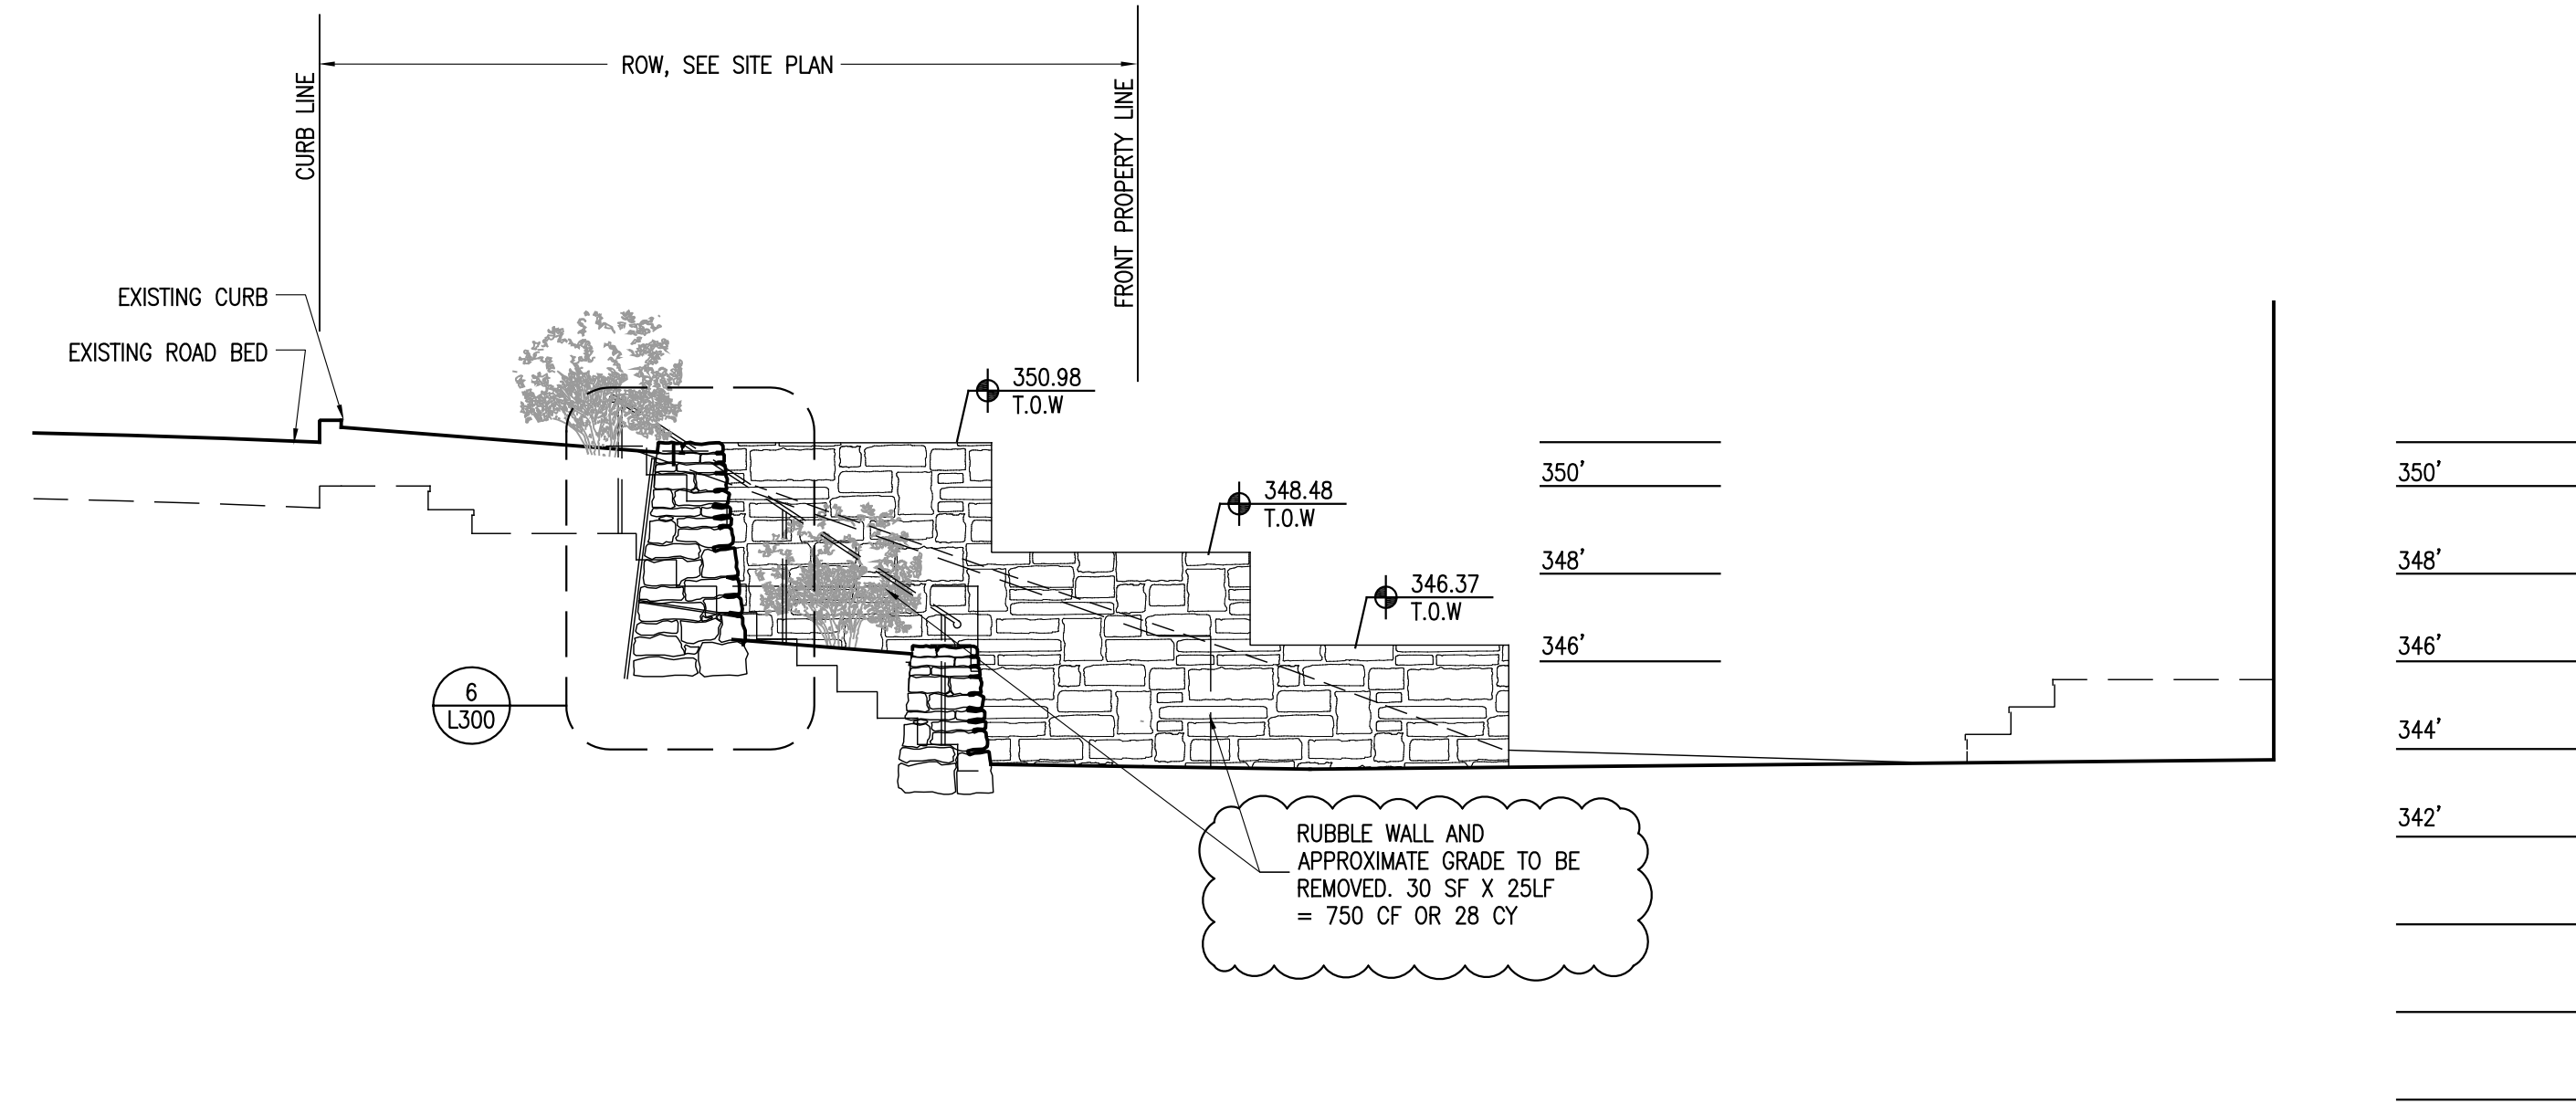 ROW, SEE SITE PLAN
CURB LINE
FRONT PROPERTY LINE
EXISTING CURB
EXISTING ROAD BED
350.98
T.O.W
348.48
T.O.W
346.37
T.O.W
350'
348'
346'
350'
348'
346'
344'
342'
6
L300
RUBBLE WALL AND
APPROXIMATE GRADE TO BE
REMOVED. 30 SF X 25LF
= 750 CF OR 28 CY